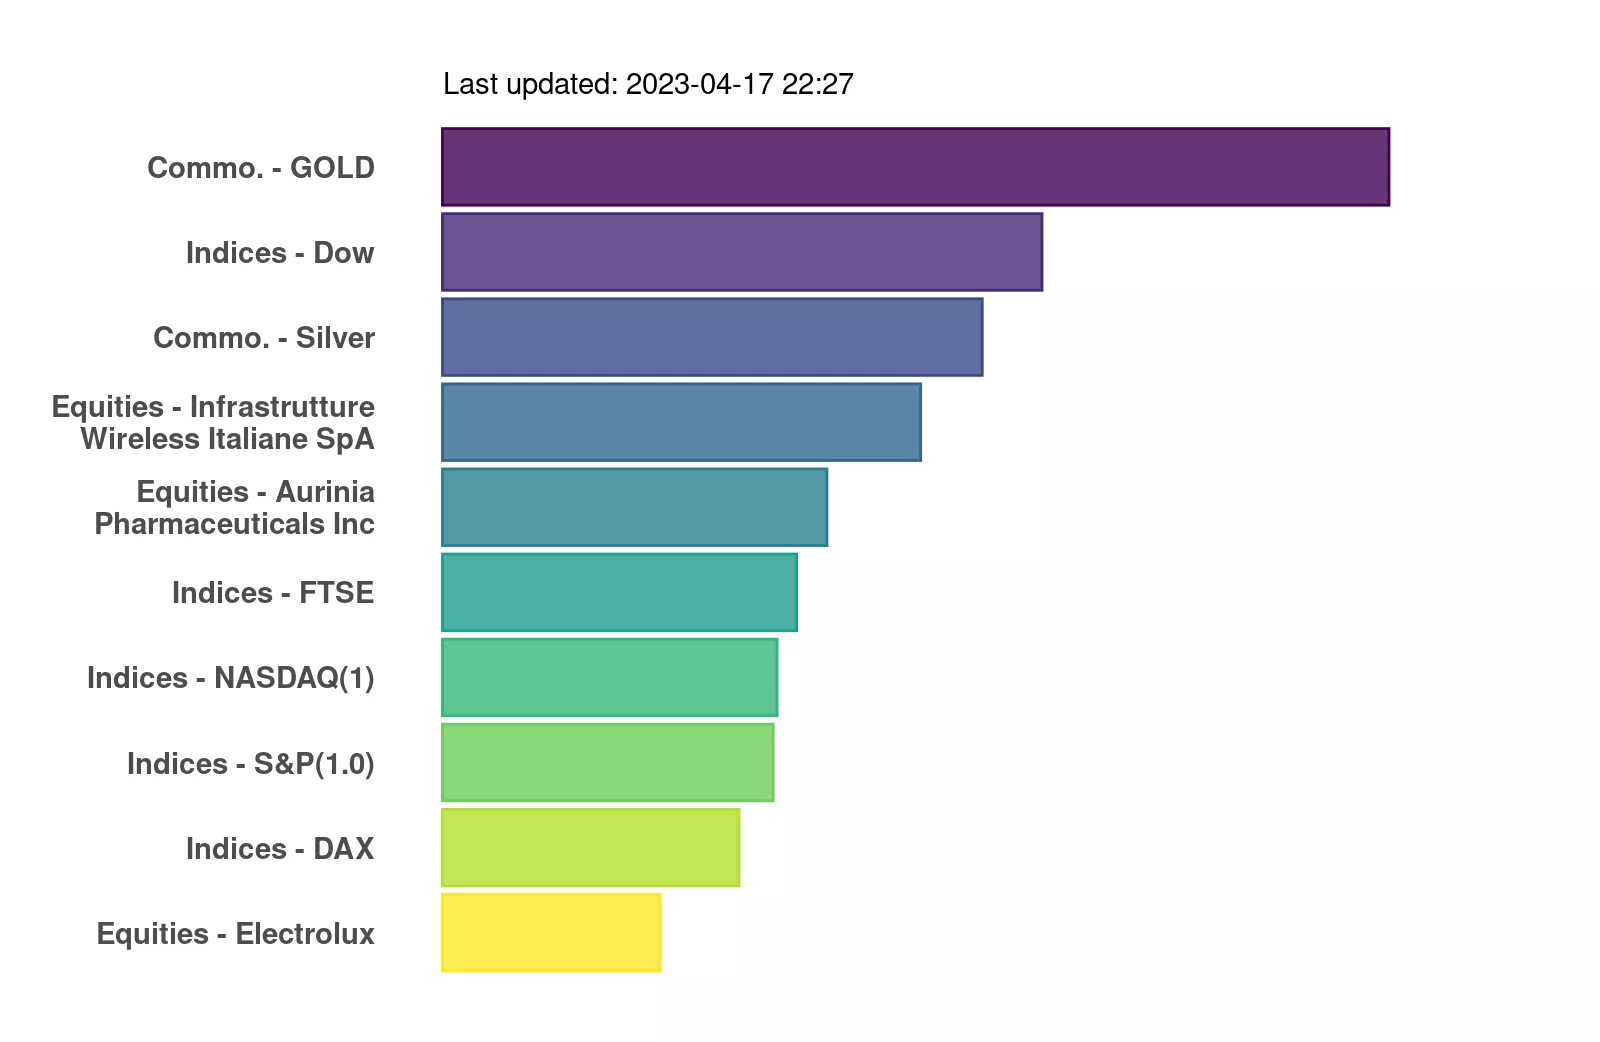 Last updated: 2023-04-17 22:27
Commo. - GOLD
Indices - Dow
Commo. - Silver
Equities - Infrastrutture
Wireless Italiane SpA
Equities - Aurinia
Pharmaceuticals Inc
Indices - FTSE
Indices - NASDAQ(1)
Indices - S&P(1.0)
Indices - DAX
Equities - Electrolux